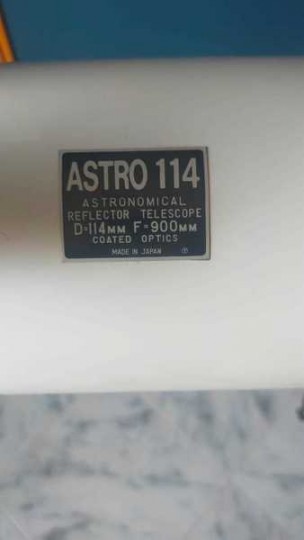 ASTRO 114
ASTRONOMICAL
REFLECTOR TELESCOPE
D=114MM F=900MM
COATED OPTICS
MADE IN JAPAN